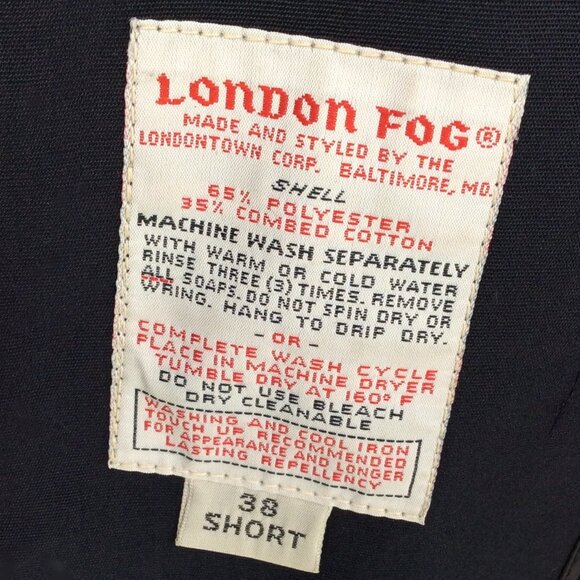 LONDON FOG®
MADE AND STYLED BY THE
LONDONTOWN CORP. BALTIMORE, MD.
SHELL
65% POLYESTER
35% COMBED COTTON
MACHINE WASH SEPARATELY
WITH WARM OR COLD WATER
RINSE THREE (3) TIMES. REMOVE
ALL SOAPS. DO NOT SPIN DRY OR
WRING. HANG TO DRIP DRY.
-OR-
COMPLETE WASH CYCLE
PLACE IN MACHINE DRYER
TUMBLE DRY AT 160° F
DO NOT USE BLEACH
DRY CLEANABLE
WASHING AND COOL IRON
TOUCH UP RECOMMENDED
FOR APPEARANCE AND LONGER
LASTING REPELLENCY
38
SHORT